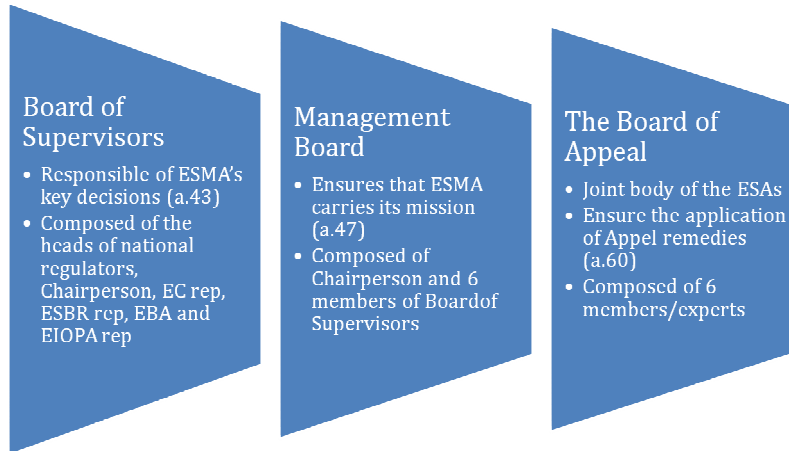 Board of
Supervisors
• Responsible of ESMA's
key decisions (a.43)
• Composed of the
heads of national
regulators,
Chairperson, EC rep,
ESBR rep, EBA and
EIOPA rep
Management
Board
• Ensures that ESMA
carries its mission
(a.47)
• Composed of
Chairperson and 6
members of Boardof
Supervisors
The Board of
Appeal
• Joint body of the ESAs
• Ensure the application
of Appel remedies
(a.60)
• Composed of 6
members/experts